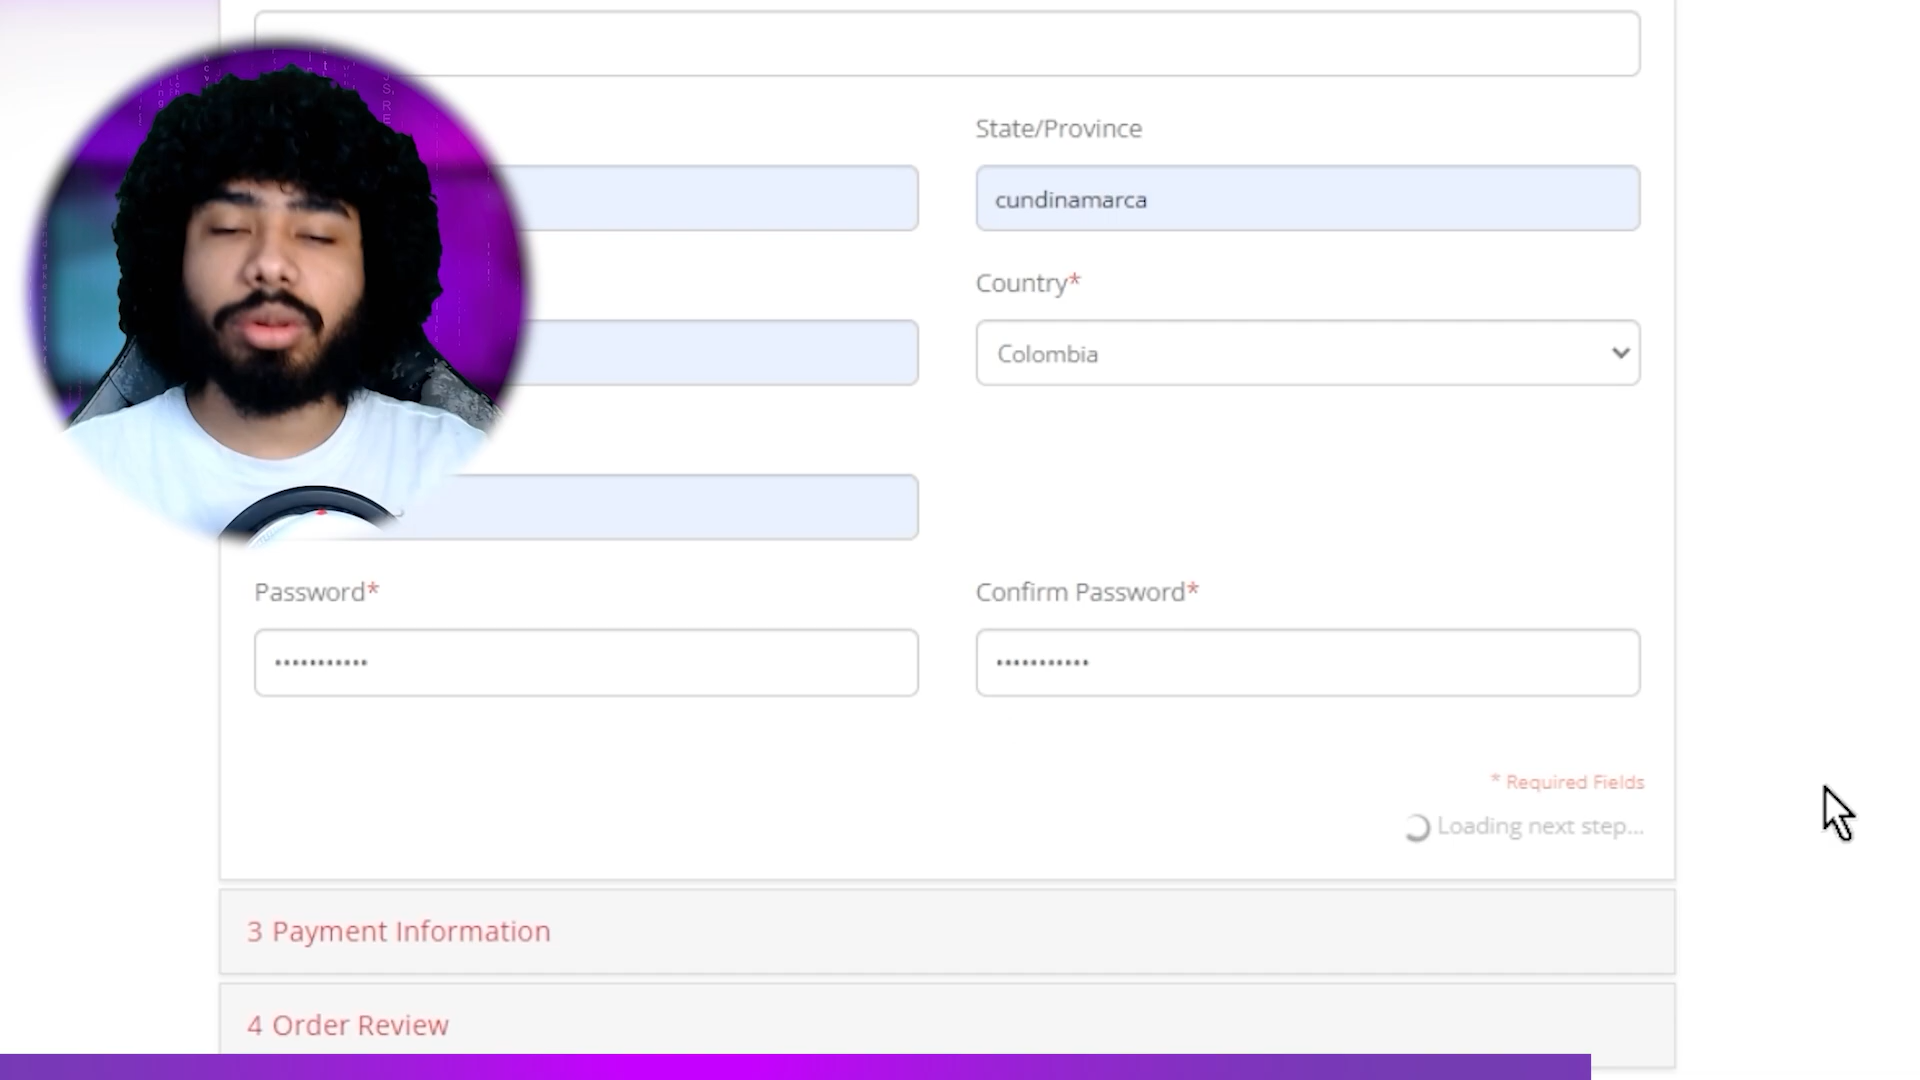 State/Province
cundinamarca
Country*
Colombia
Password*
Confirm Password*
•••••••••••
•••••••••••
* Required Fields
Loading next step...
3 Payment Information
4 Order Review